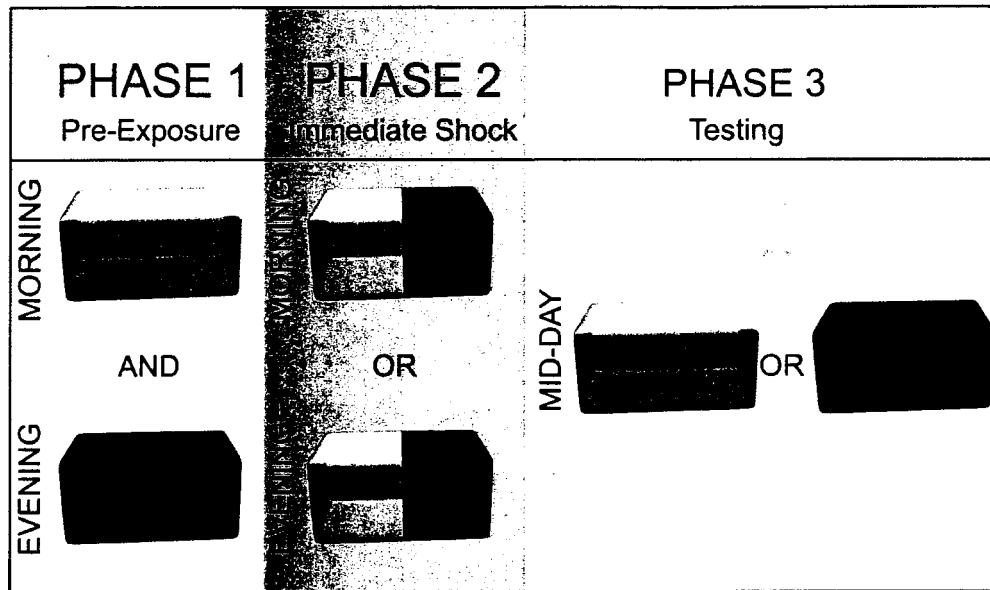 PHASE 1
Pre-Exposure
PHASE 2
Immediate Shock
PHASE 3
Testing
MORNING
AND
EVENING
MORNING
OR
EVENING
MID-DAY
OR